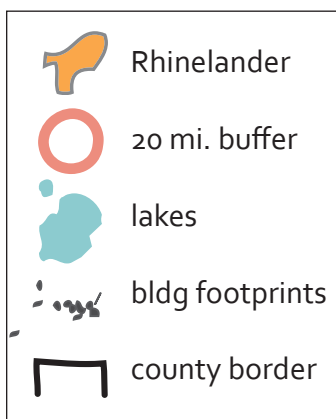 Rhinelander
20 mi. buffer
lakes
bldg footprints
county border